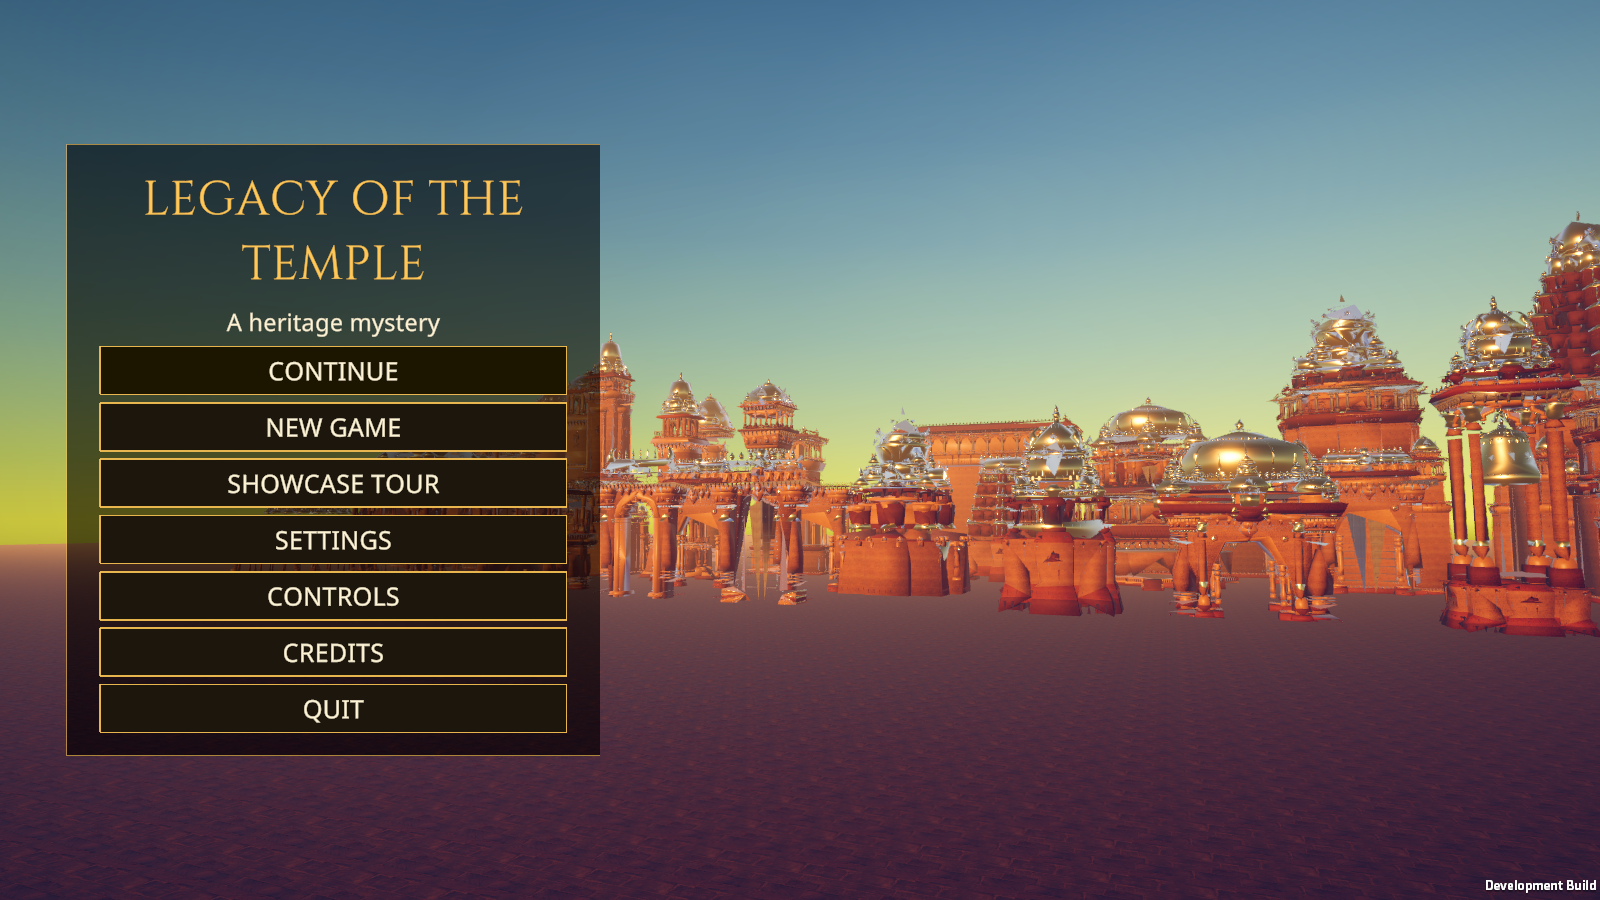 LEGACY OF THE
TEMPLE
A heritage mystery
CONTINUE
NEW GAME
SHOWCASE TOUR
SETTINGS
CONTROLS
CREDITS
QUIT
Development Build